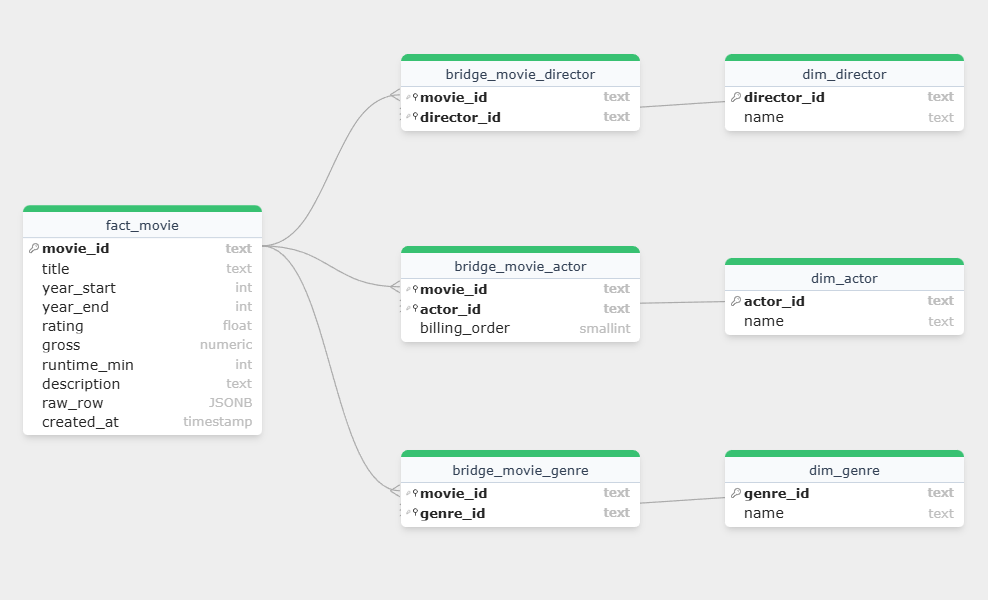 bridge_movie_director
movie_id text
director_id text
dim_director
director_id text
name text
fact_movie
movie_id text
title text
year_start int
year_end int
rating float
gross numeric
runtime_min int
description text
raw_row JSONB
created_at timestamp
bridge_movie_actor
movie_id text
actor_id text
billing_order smallint
dim_actor
actor_id text
name text
bridge_movie_genre
movie_id text
genre_id text
dim_genre
genre_id text
name text